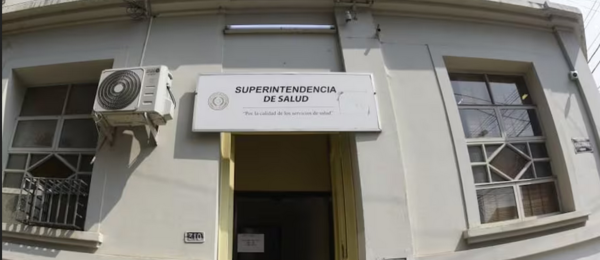 SUPERINTENDENCIA
DE SALUD
"Por la calidad de los servicios de salud"